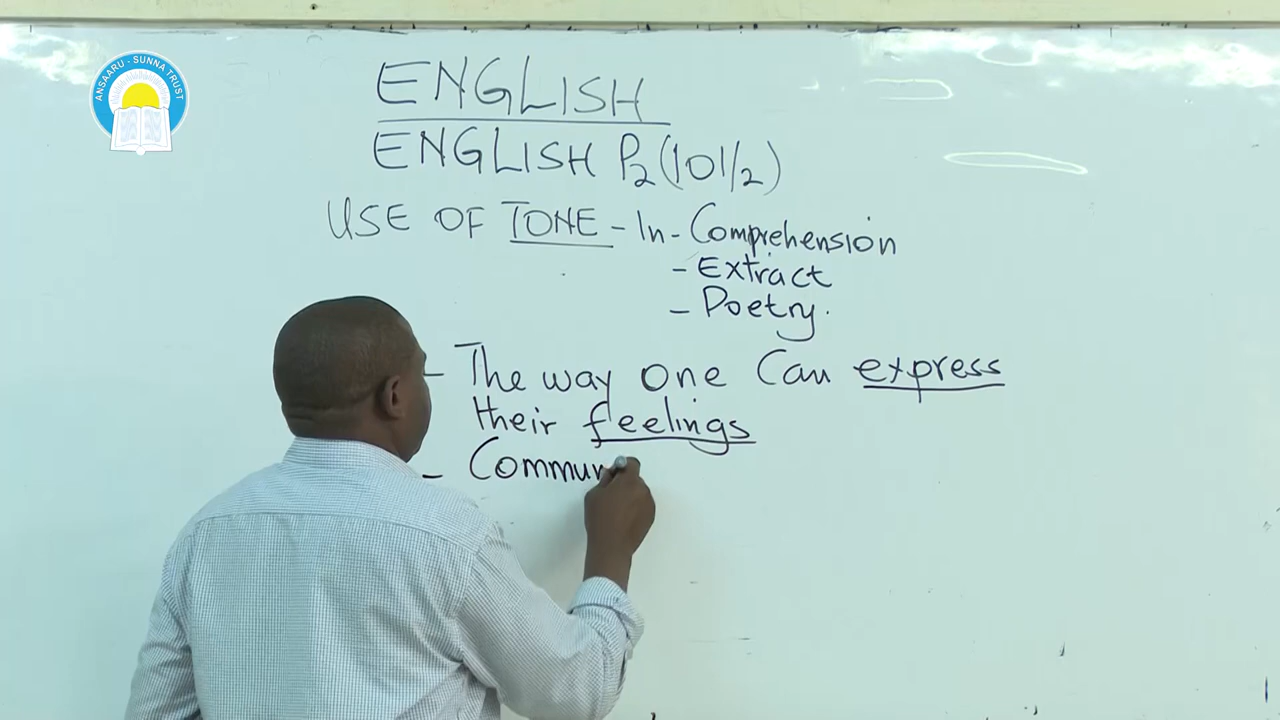 ANSAARU - SUNNA TRUST
ENGLISH
ENGLISH P2 (101/2)
USE OF TONE - In - Comprehension
- Extract
- Poetry.
- The way one Can express
their feelings
- Commun